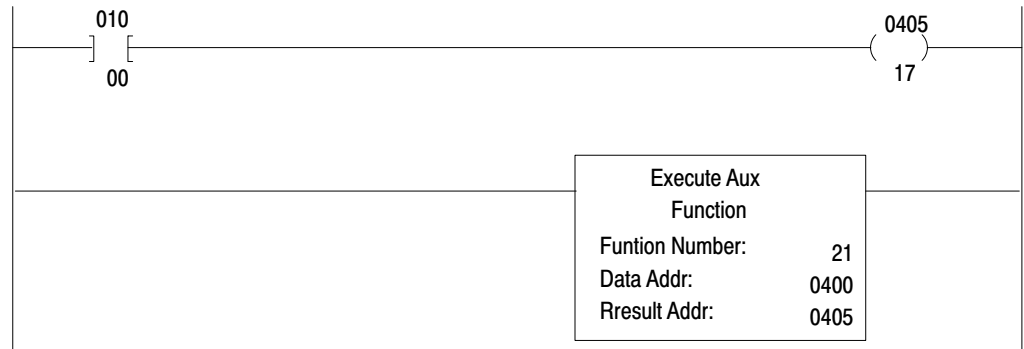 010
00
0405
17
Execute Aux
Function
Funtion Number: 21
Data Addr: 0400
Rresult Addr: 0405